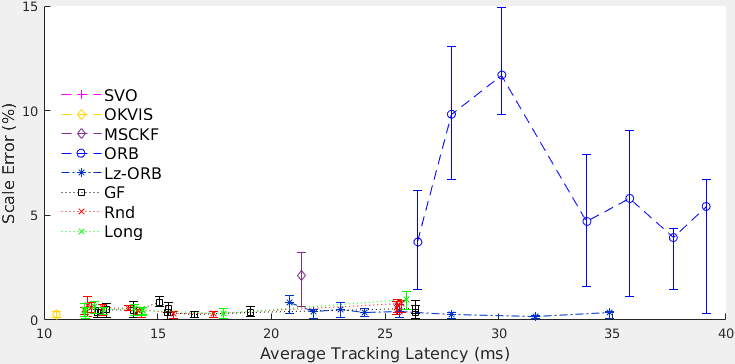 15
10
5
0
Scale Error (%)
SVO
OKVIS
MSCKF
ORB
Lz-ORB
GF
Rnd
Long
10 15 20 25 30 35 40
Average Tracking Latency (ms)